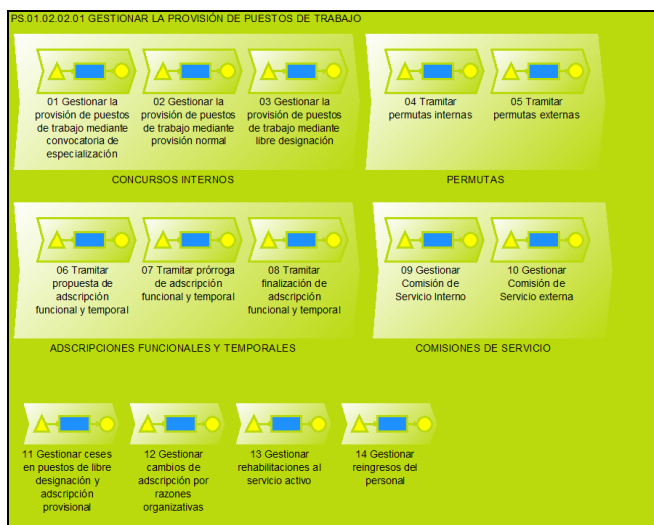 PS.01.02.02.01 GESTIONAR LA PROVISIÓN DE PUESTOS DE TRABAJO
01 Gestionar la
provisión de puestos
de trabajo mediante
convocatoria de
especialización
02 Gestionar la
provisión de puestos
de trabajo mediante
provisión normal
03 Gestionar la
provisión de puestos
de trabajo mediante
libre designación
04 Tramitar
permutas internas
05 Tramitar
permutas externas
CONCURSOS INTERNOS
PERMUTAS
06 Tramitar
propuesta de
adscripción
funcional y temporal
07 Tramitar prórroga
de adscripción
funcional y temporal
08 Tramitar
finalización de
adscripción
funcional y temporal
09 Gestionar
Comisión de
Servicio Interno
10 Gestionar
Comisión de
Servicio externa
ADSCRIPCIONES FUNCIONALES Y TEMPORALES
COMISIONES DE SERVICIO
11 Gestionar ceses
en puestos de libre
designación y
adscripción
provisional
12 Gestionar
cambios de
adscripción por
razones
organizativas
13 Gestionar
rehabilitaciones al
servicio activo
14 Gestionar
reingresos del
personal